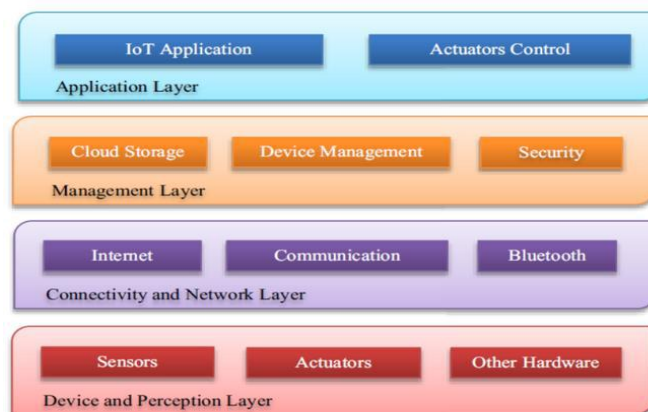 IoT Application Actuators Control
Application Layer
Cloud Storage Device Management Security
Management Layer
Internet Communication Bluetooth
Connectivity and Network Layer
Sensors Actuators Other Hardware
Device and Perception Layer